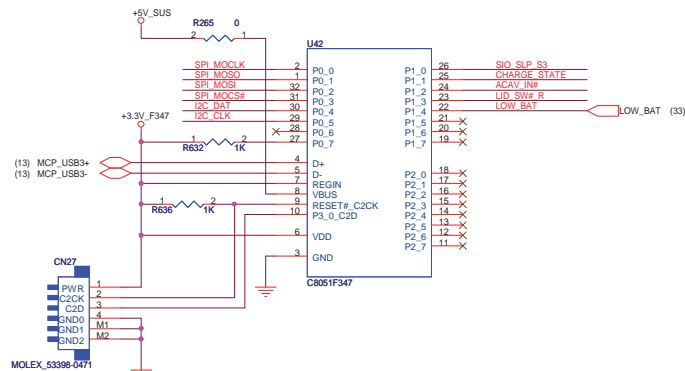 +5V_SUS
R265 0
2 1
U42
SPI_MOCLK 2 P0_0 P1_0 26 SIO_SLP_S3
SPI_MOSO 1 P0_1 P1_1 25 CHARGE_STATE
SPI_MOSI 32 P0_2 P1_2 24 ACAV_IN#
SPI_MOCS# 31 P0_3 P1_3 23 LID_SW#_R
I2C_DAT 30 P0_4 P1_4 22 LOW_BAT LOW_BAT (33)
I2C_CLK 29 P0_5 P1_5 21
+3.3V_F347 28 P0_6 P1_6 20
1 2 27 P0_7 P1_7 19
R632 1K
(13) MCP_USB3+ 4 D+
(13) MCP_USB3- 5 D- P2_0 18
7 REGIN P2_1 17
8 VBUS P2_2 16
1 2 9 RESET#_C2CK P2_3 15
R636 1K 10 P3_0_C2D P2_4 14
P2_5 13
6 VDD P2_6 12
P2_7 11
3 GND
CN27
C8051F347
PWR 1
C2CK 2
C2D 3
GND0 4
GND1 M1
GND2 M2
MOLEX_53398-0471